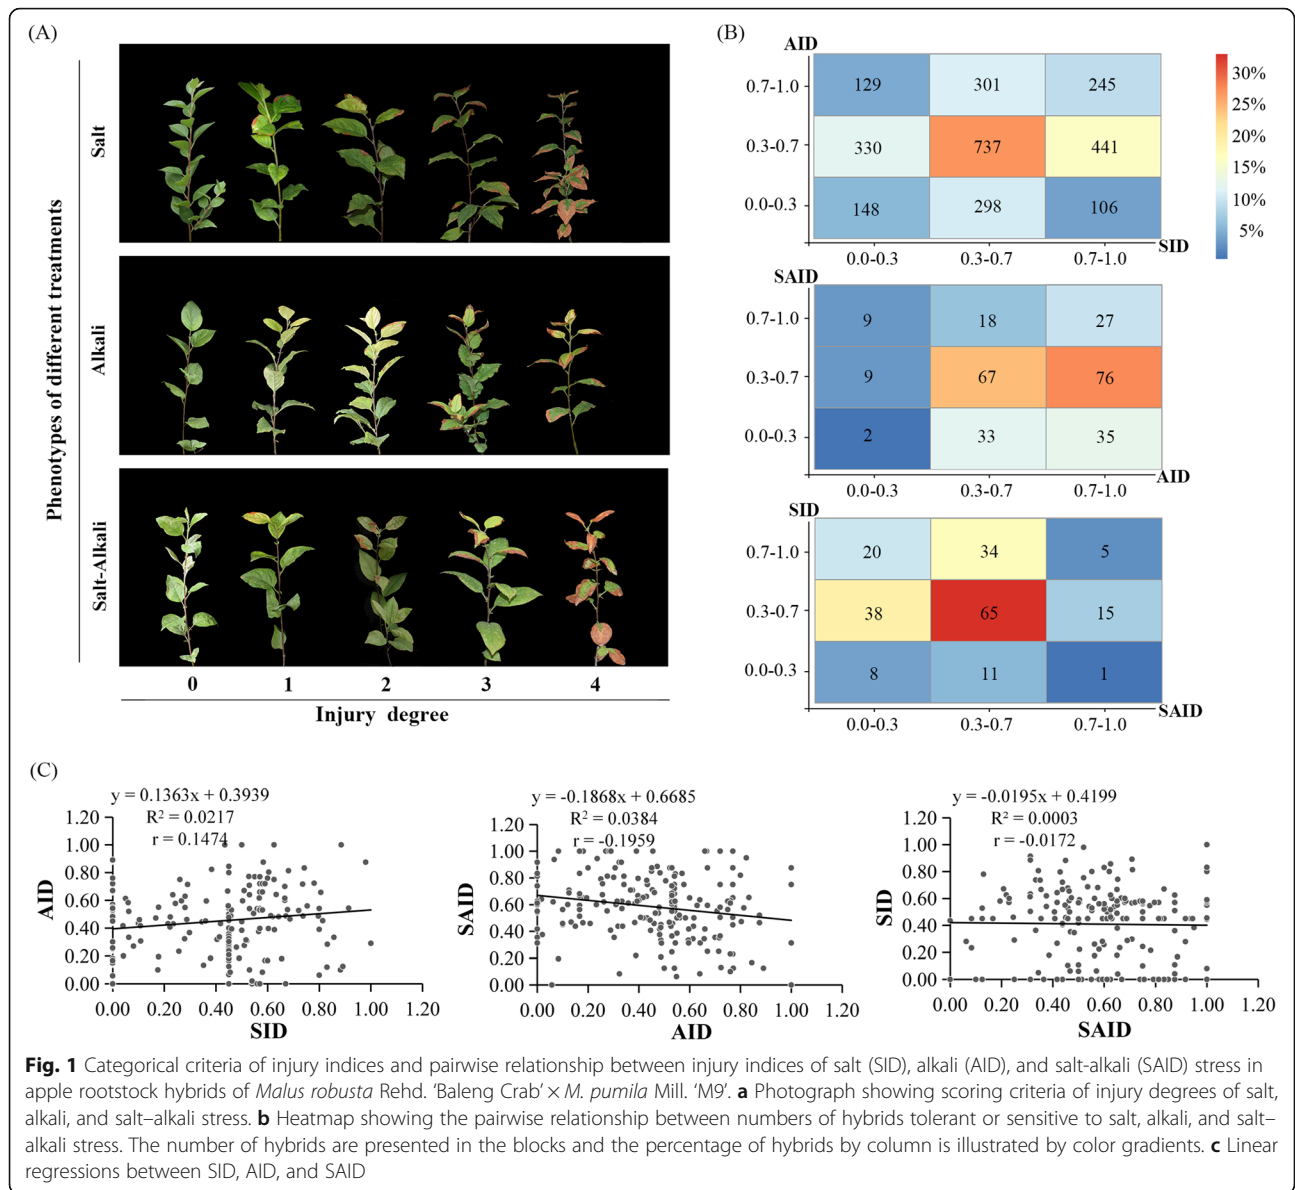 (A)
Phenotypes of different treatments
Salt
Alkali
Salt-Alkali
0 1 2 3 4
Injury degree
(B)
AID
0.7-1.0 129 301 245
0.3-0.7 330 737 441
0.0-0.3 148 298 106
SID
0.0-0.3 0.3-0.7 0.7-1.0
30%
25%
20%
15%
10%
5%
SAID
0.7-1.0 9 18 27
0.3-0.7 9 67 76
0.0-0.3 2 33 35
AID
0.0-0.3 0.3-0.7 0.7-1.0
SID
0.7-1.0 20 34 5
0.3-0.7 38 65 15
0.0-0.3 8 11 1
SAID
0.0-0.3 0.3-0.7 0.7-1.0
(C)
y = 0.1363x + 0.3939
R² = 0.0217
r = 0.1474
AID
1.20
1.00
0.80
0.60
0.40
0.20
0.00
0.00 0.20 0.40 0.60 0.80 1.00 1.20
SID
y = -0.1868x + 0.6685
R² = 0.0384
r = -0.1959
SAID
1.20
1.00
0.80
0.60
0.40
0.20
0.00
0.00 0.20 0.40 0.60 0.80 1.00 1.20
AID
y = -0.0195x + 0.4199
R² = 0.0003
r = -0.0172
SID
1.20
1.00
0.80
0.60
0.40
0.20
0.00
0.00 0.20 0.40 0.60 0.80 1.00 1.20
SAID
Fig. 1 Categorical criteria of injury indices and pairwise relationship between injury indices of salt (SID), alkali (AID), and salt-alkali (SAID) stress in
apple rootstock hybrids of Malus robusta Rehd. ‘Baleng Crab’ × M. pumila Mill. ‘M9’. a Photograph showing scoring criteria of injury degrees of salt,
alkali, and salt–alkali stress. b Heatmap showing the pairwise relationship between numbers of hybrids tolerant or sensitive to salt, alkali, and salt–
alkali stress. The number of hybrids are presented in the blocks and the percentage of hybrids by column is illustrated by color gradients. c Linear
regressions between SID, AID, and SAID